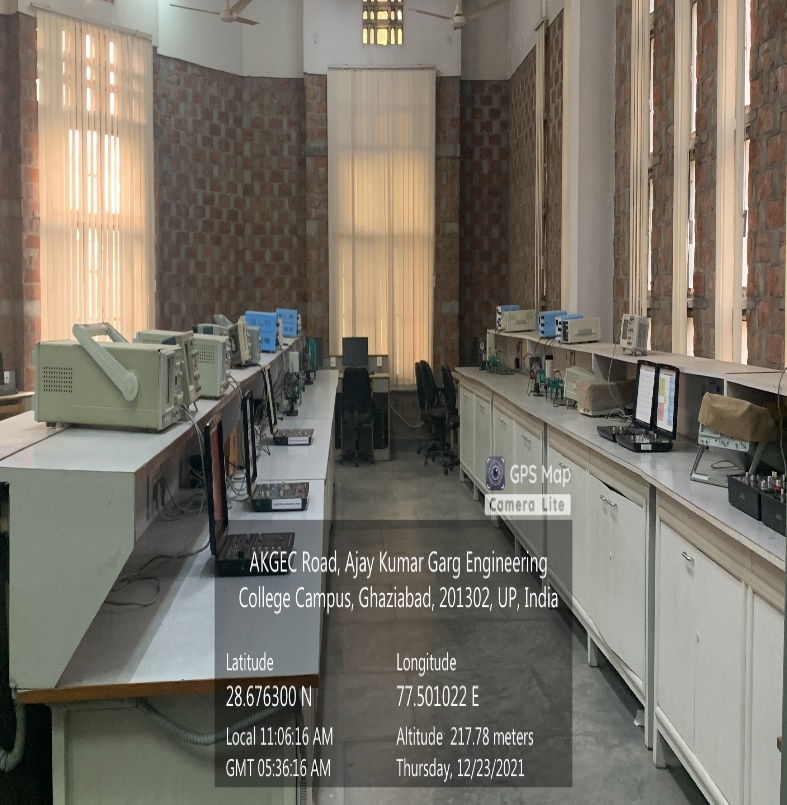 GPS Map
Camera Lite
AKGEC Road, Ajay Kumar Garg Engineering
College Campus, Ghaziabad, 201302, UP, India
Latitude
28.676300 N
Longitude
77.501022 E
Local 11:06:16 AM
GMT 05:36:16 AM
Altitude 217.78 meters
Thursday, 12/23/2021